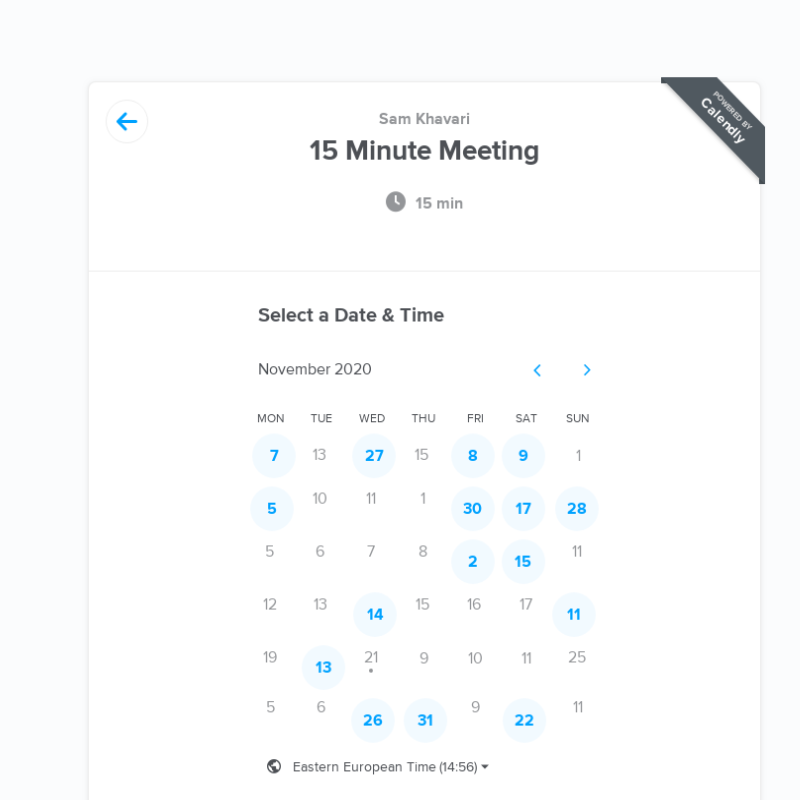 POWERED BY
Calendly
Sam Khavari
15 Minute Meeting
15 min
Select a Date & Time
November 2020
MON TUE WED THU FRI SAT SUN
7 13 27 15 8 9 1
5 10 11 1 30 17 28
5 6 7 8 2 15 11
12 13 14 15 16 17 11
19 13 21 9 10 11 25
5 6 26 31 9 22 11
Eastern European Time (14:56)